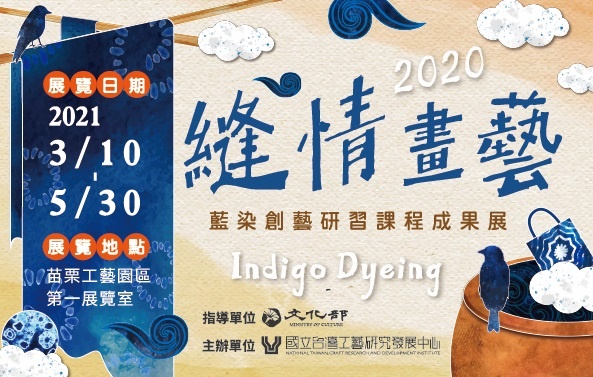 展覽日期
2021
3/10
-
5/30
展覽地點
苗栗工藝園區
第一展覽室
2020
縫情畫藝
藍染創藝研習課程成果展
Indigo Dyeing
指導單位 文化部
MINISTRY OF CULTURE
主辦單位 國立台灣工藝研究發展中心
NATIONAL TAIWAN CRAFT RESEARCH AND DEVELOPMENT INSTITUTE